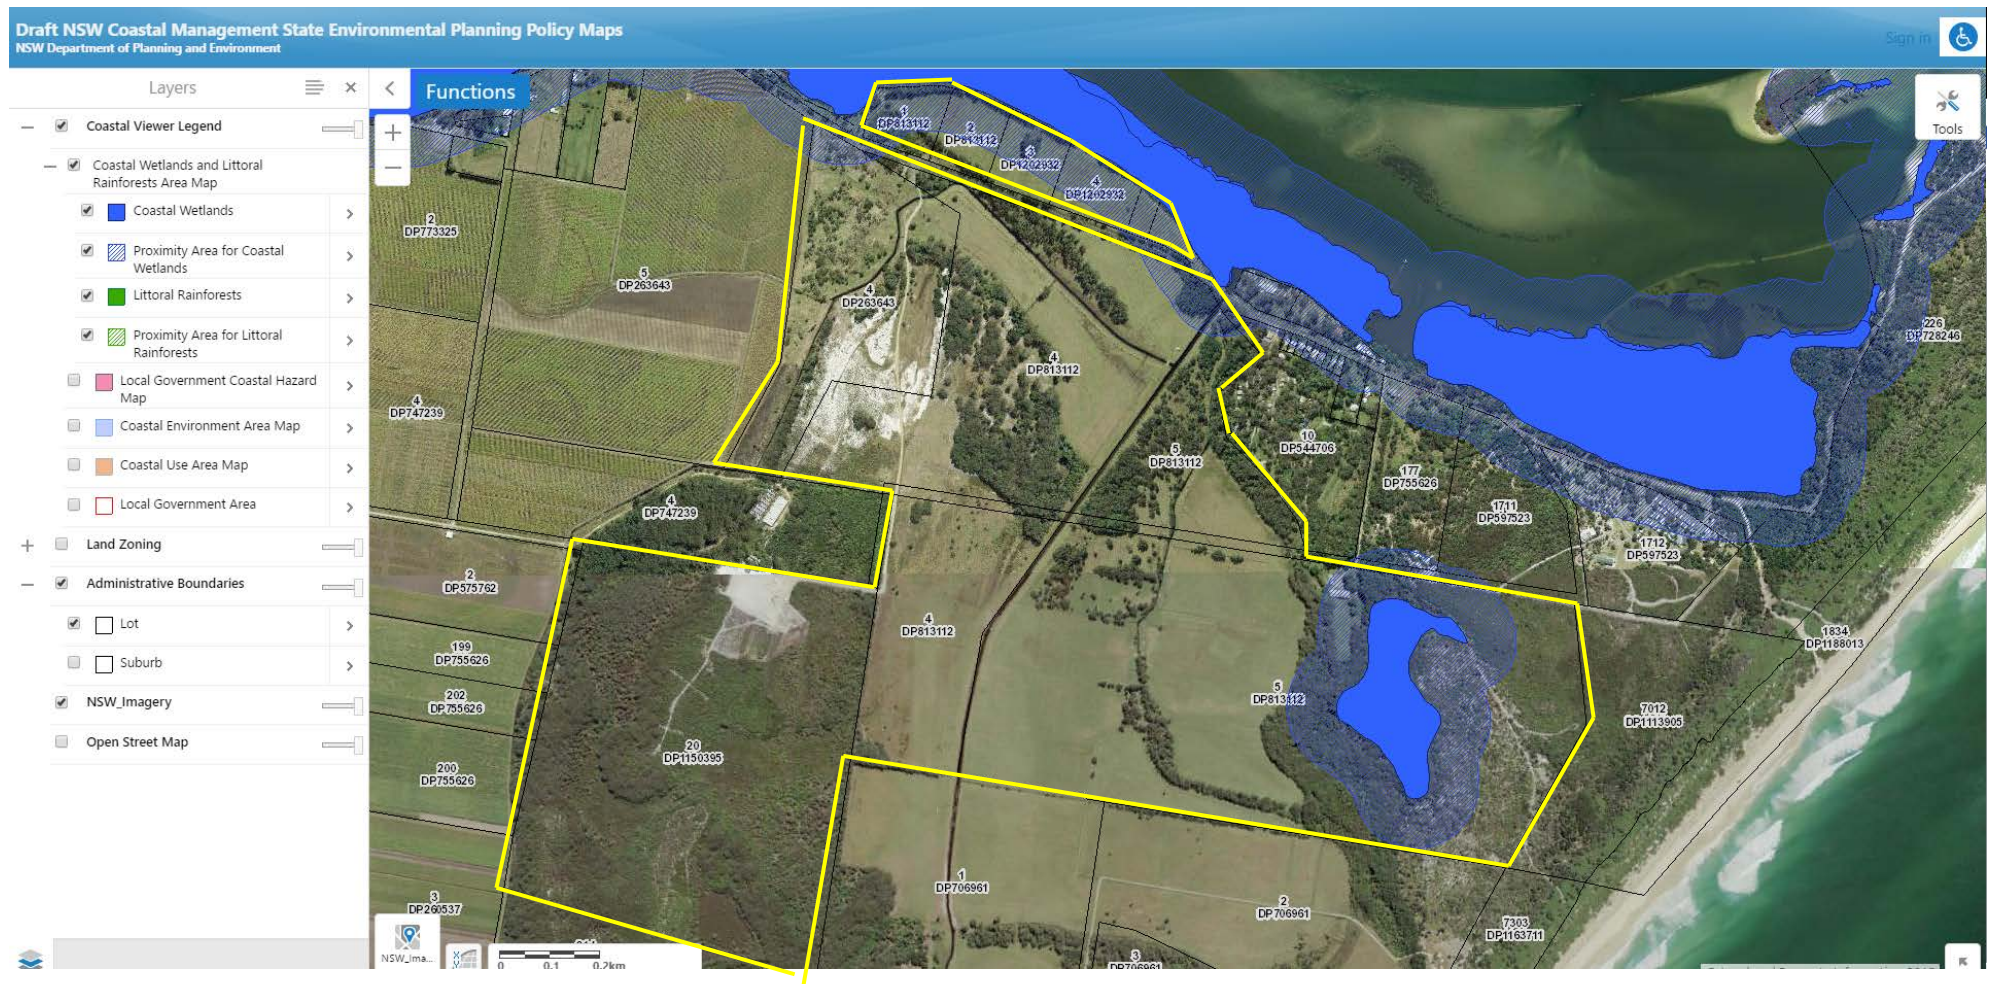 Draft NSW Coastal Management State Environmental Planning Policy Maps
NSW Department of Planning and Environment
Sign in
Layers
Functions
Tools
Coastal Viewer Legend
Coastal Wetlands and Littoral
Rainforests Area Map
Coastal Wetlands
Proximity Area for Coastal
Wetlands
Littoral Rainforests
Proximity Area for Littoral
Rainforests
Local Government Coastal Hazard
Map
Coastal Environment Area Map
Coastal Use Area Map
Local Government Area
Land Zoning
Administrative Boundaries
Lot
Suburb
NSW_Imagery
Open Street Map
1
DP813112
2
DP813112
3
DP1202932
4
DP1202932
2
DP773325
5
DP263643
4
DP263643
226
DP728246
4
DP813112
4
DP747239
5
DP813112
10
DP544706
177
DP755626
1711
DP597523
4
DP747239
1712
DP597523
2
DP575762
4
DP813112
1834
DP1188013
199
DP755626
202
DP755626
5
DP813112
7012
DP1113905
20
DP1150395
200
DP755626
1
DP706961
2
DP706961
3
DP260537
7303
DP1163711
3
DP706961
NSW_Ima...
0 0.1 0.2km